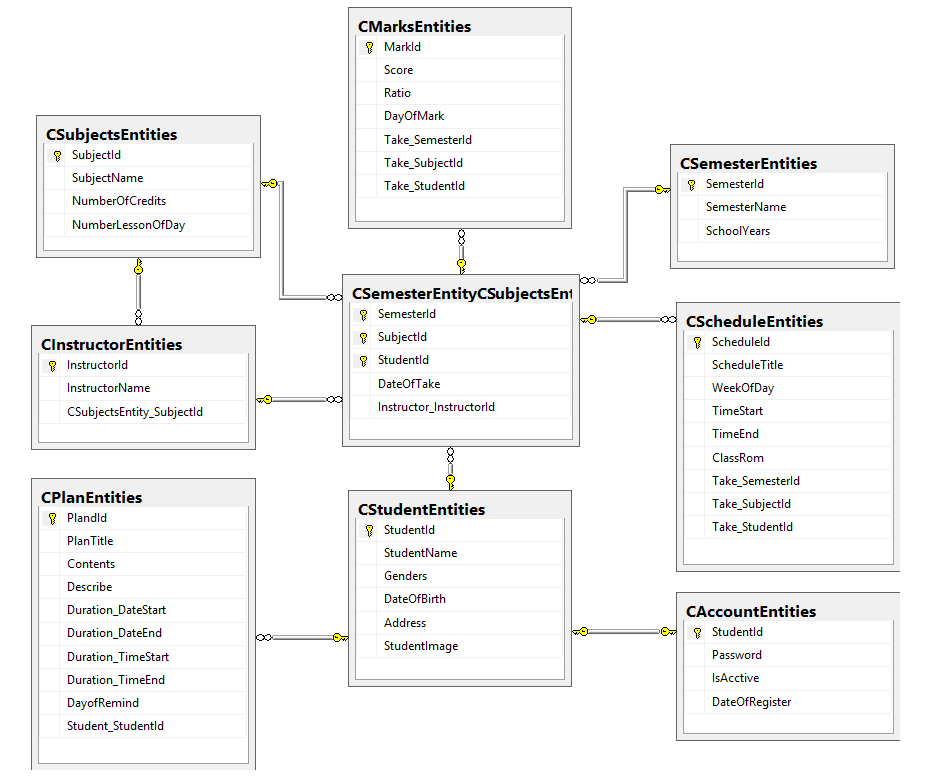 CMarksEntities
MarkId
Score
Ratio
DayOfMark
Take_SemesterId
Take_SubjectId
Take_StudentId
CSubjectsEntities
SubjectId
SubjectName
NumberOfCredits
NumberLessonOfDay
CSemesterEntities
SemesterId
SemesterName
SchoolYears
CSemesterEntityCSubjectsEnt
SemesterId
SubjectId
StudentId
DateOfTake
Instructor_InstructorId
CScheduleEntities
ScheduleId
ScheduleTitle
WeekOfDay
TimeStart
TimeEnd
ClassRom
Take_SemesterId
Take_SubjectId
Take_StudentId
CInstructorEntities
InstructorId
InstructorName
CSubjectsEntity_SubjectId
CPlanEntities
PlandId
PlanTitle
Contents
Describe
Duration_DateStart
Duration_DateEnd
Duration_TimeStart
Duration_TimeEnd
DayofRemind
Student_StudentId
CStudentEntities
StudentId
StudentName
Genders
DateOfBirth
Address
StudentImage
CAccountEntities
StudentId
Password
IsAcctive
DateOfRegister